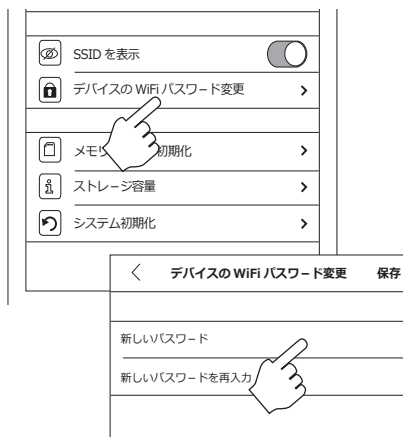 SSID を表示
デバイスの WiFi パスワード変更
メモリ 初期化
ストレージ容量
システム初期化
デバイスの WiFi パスワード変更 保存
新しいパスワード
新しいパスワードを再入力